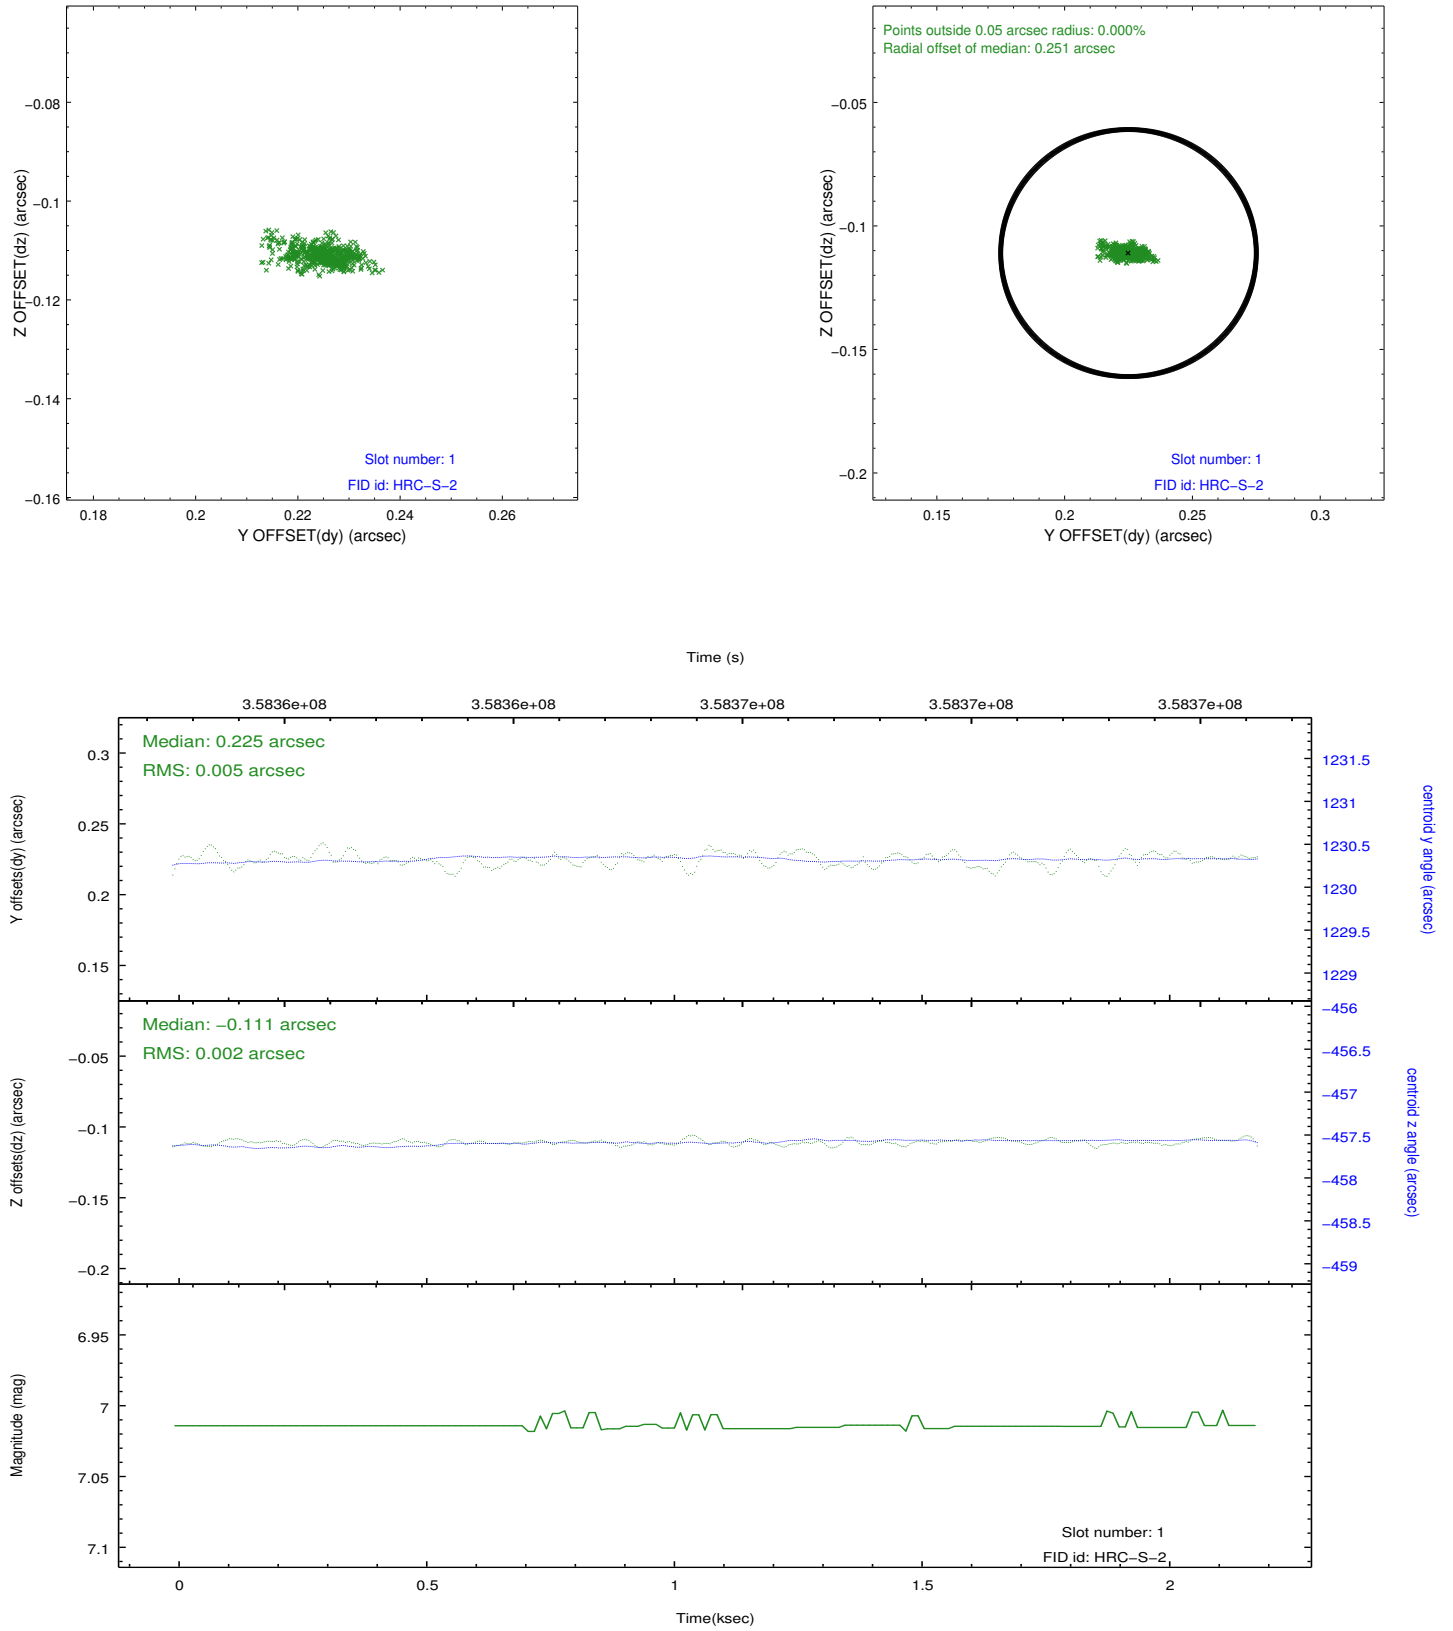 −0.08
−0.1
−0.12
−0.14
−0.16
Z OFFSET(dz) (arcsec)
Slot number: 1
FID id: HRC−S−2
0.18 0.2 0.22 0.24 0.26
Y OFFSET(dy) (arcsec)
Points outside 0.05 arcsec radius: 0.000%
Radial offset of median: 0.251 arcsec
−0.05
−0.1
−0.15
−0.2
Z OFFSET(dz) (arcsec)
Slot number: 1
FID id: HRC−S−2
0.15 0.2 0.25 0.3
Y OFFSET(dy) (arcsec)
Time (s)
3.5836e+08 3.5836e+08 3.5837e+08 3.5837e+08 3.5837e+08
Median: 0.225 arcsec
RMS: 0.005 arcsec
0.3
0.25
0.2
0.15
Y offsets(dy) (arcsec)
1231.5
1231
1230.5
1230
1229.5
1229
centroid y angle (arcsec)
Median: −0.111 arcsec
RMS: 0.002 arcsec
−0.05
−0.1
−0.15
−0.2
Z offsets(dz) (arcsec)
−456
−456.5
−457
−457.5
−458
−458.5
−459
centroid z angle (arcsec)
6.95
7
7.05
7.1
Magnitude (mag)
Slot number: 1
FID id: HRC−S−2
0 0.5 1 1.5 2
Time(ksec)